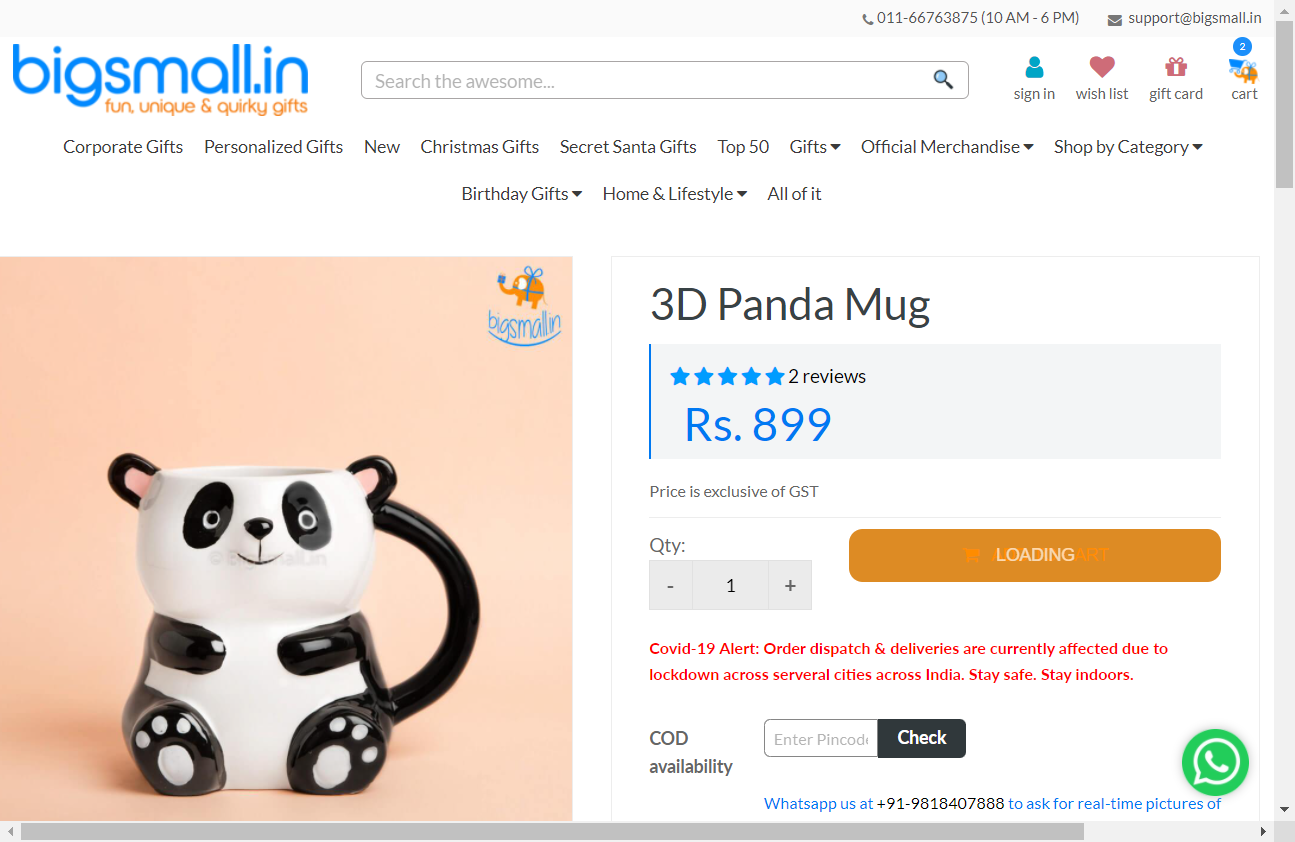 011-66763875 (10 AM - 6 PM) support@bigsmall.in
bigsmall.in
fun, unique & quirky gifts
Search the awesome...
2
sign in wish list gift card cart
Corporate Gifts Personalized Gifts New Christmas Gifts Secret Santa Gifts Top 50 Gifts Official Merchandise Shop by Category
Birthday Gifts Home & Lifestyle All of it
bigsmall.in
© Bigsmall.in
3D Panda Mug
2 reviews
Rs. 899
Price is exclusive of GST
Qty:
- 1 +
LOADING
Covid-19 Alert: Order dispatch & deliveries are currently affected due to
lockdown across serveral cities across India. Stay safe. Stay indoors.
COD
availability
Enter Pincode Check
Whatsapp us at +91-9818407888 to ask for real-time pictures of